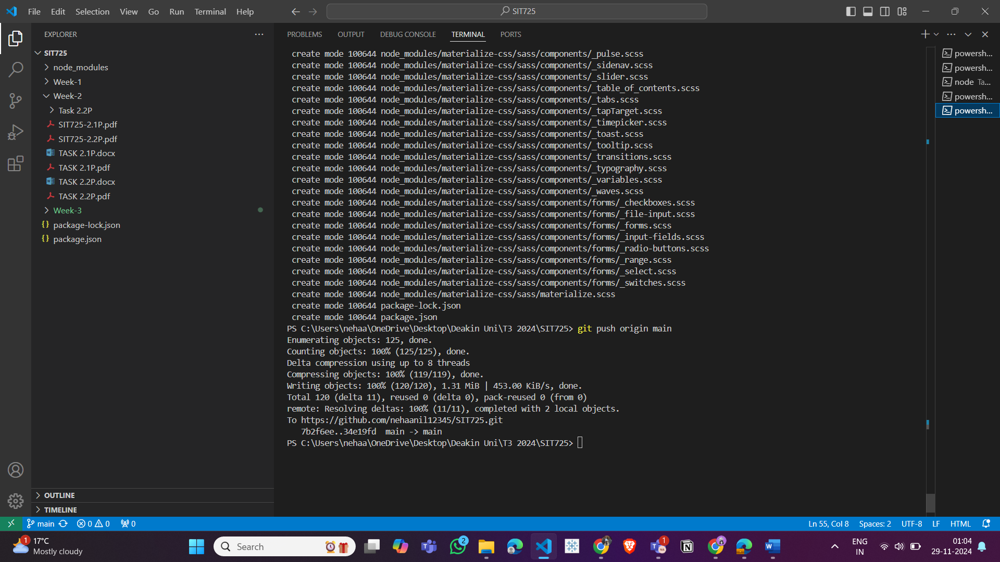 File Edit Selection View Go Run Terminal Help
SIT725
EXPLORER
SIT725
node_modules
Week-1
Week-2
Task 2.2P
SIT725-2.1P.pdf
SIT725-2.2P.pdf
TASK 2.1P.docx
TASK 2.1P.pdf
TASK 2.2P.docx
TASK 2.2P.pdf
Week-3
package-lock.json
package.json
OUTLINE
TIMELINE
PROBLEMS OUTPUT DEBUG CONSOLE TERMINAL PORTS
create mode 100644 node_modules/materialize-css/sass/components/_pulse.scss
create mode 100644 node_modules/materialize-css/sass/components/_sidenav.scss
create mode 100644 node_modules/materialize-css/sass/components/_slider.scss
create mode 100644 node_modules/materialize-css/sass/components/_table_of_contents.scss
create mode 100644 node_modules/materialize-css/sass/components/_tabs.scss
create mode 100644 node_modules/materialize-css/sass/components/_tapTarget.scss
create mode 100644 node_modules/materialize-css/sass/components/_timepicker.scss
create mode 100644 node_modules/materialize-css/sass/components/_toast.scss
create mode 100644 node_modules/materialize-css/sass/components/_tooltip.scss
create mode 100644 node_modules/materialize-css/sass/components/_transitions.scss
create mode 100644 node_modules/materialize-css/sass/components/_typography.scss
create mode 100644 node_modules/materialize-css/sass/components/_variables.scss
create mode 100644 node_modules/materialize-css/sass/components/_waves.scss
create mode 100644 node_modules/materialize-css/sass/components/forms/_checkboxes.scss
create mode 100644 node_modules/materialize-css/sass/components/forms/_file-input.scss
create mode 100644 node_modules/materialize-css/sass/components/forms/_forms.scss
create mode 100644 node_modules/materialize-css/sass/components/forms/_input-fields.scss
create mode 100644 node_modules/materialize-css/sass/components/forms/_radio-buttons.scss
create mode 100644 node_modules/materialize-css/sass/components/forms/_range.scss
create mode 100644 node_modules/materialize-css/sass/components/forms/_select.scss
create mode 100644 node_modules/materialize-css/sass/components/forms/_switches.scss
create mode 100644 node_modules/materialize-css/sass/materialize.scss
create mode 100644 package-lock.json
create mode 100644 package.json
PS C:\Users\nehaa\OneDrive\Desktop\Deakin Uni\T3 2024\SIT725> git push origin main
Enumerating objects: 125, done.
Counting objects: 100% (125/125), done.
Delta compression using up to 8 threads
Compressing objects: 100% (119/119), done.
Writing objects: 100% (120/120), 1.31 MiB | 453.00 KiB/s, done.
Total 120 (delta 11), reused 0 (delta 0), pack-reused 0 (from 0)
remote: Resolving deltas: 100% (11/11), completed with 2 local objects.
To https://github.com/nehaanil12345/SIT725.git
7b2f6ee..34e19fd main -> main
PS C:\Users\nehaa\OneDrive\Desktop\Deakin Uni\T3 2024\SIT725>
powersh...
powersh...
node Ta...
powersh...
powersh...
main 0 0 0
Ln 55, Col 8 Spaces: 2 UTF-8 LF HTML
1
17°C
Mostly cloudy
Search
2
1
ENG
IN
01:04
29-11-2024